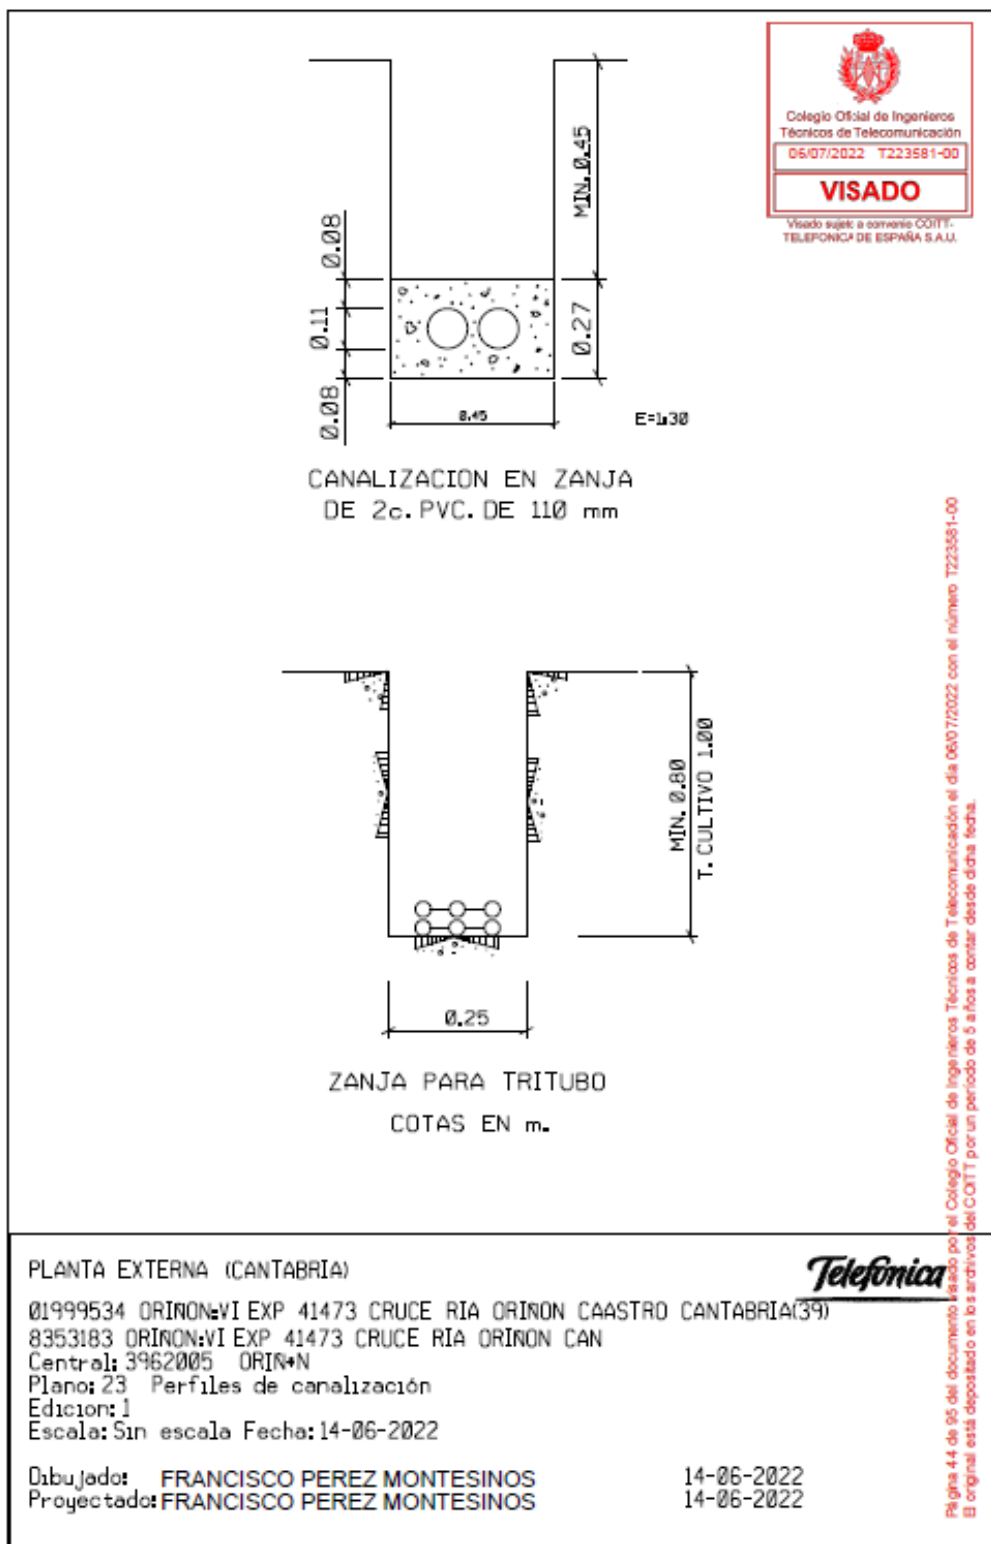 Colegio Oficial de Ingenieros
Técnicos de Telecomunicación
06/07/2022 T223581-00
VISADO
Visado sujeto a convenio COITT-
TELEFONICA DE ESPAÑA S.A.U.
MIN. 0.45
0.08
0.11
0.08
0.27
0.45
E=1:30
CANALIZACION EN ZANJA
DE 2c. PVC. DE 110 mm
MIN. 0.80
T. CULTIVO 1.00
0.25
ZANJA PARA TRITUBO
COTAS EN m.
Página 44 de 95 del documento visado por el Colegio Oficial de Ingenieros Técnicos de Telecomunicación el día 06/07/2022 con el número T223581-00
El original está depositado en los archivos del COITT por un período de 5 años a contar desde dicha fecha.
PLANTA EXTERNA (CANTABRIA)
Telefónica
01999534 ORIÑON:VI EXP 41473 CRUCE RIA ORIÑON CAASTRO CANTABRIA(39)
8353183 ORIÑON:VI EXP 41473 CRUCE RIA ORIÑON CAN
Central: 3962005 ORIÑ+N
Plano: 23 Perfiles de canalización
Edicion: 1
Escala: Sin escala Fecha: 14-06-2022
Dibujado: FRANCISCO PEREZ MONTESINOS 14-06-2022
Proyectado: FRANCISCO PEREZ MONTESINOS 14-06-2022